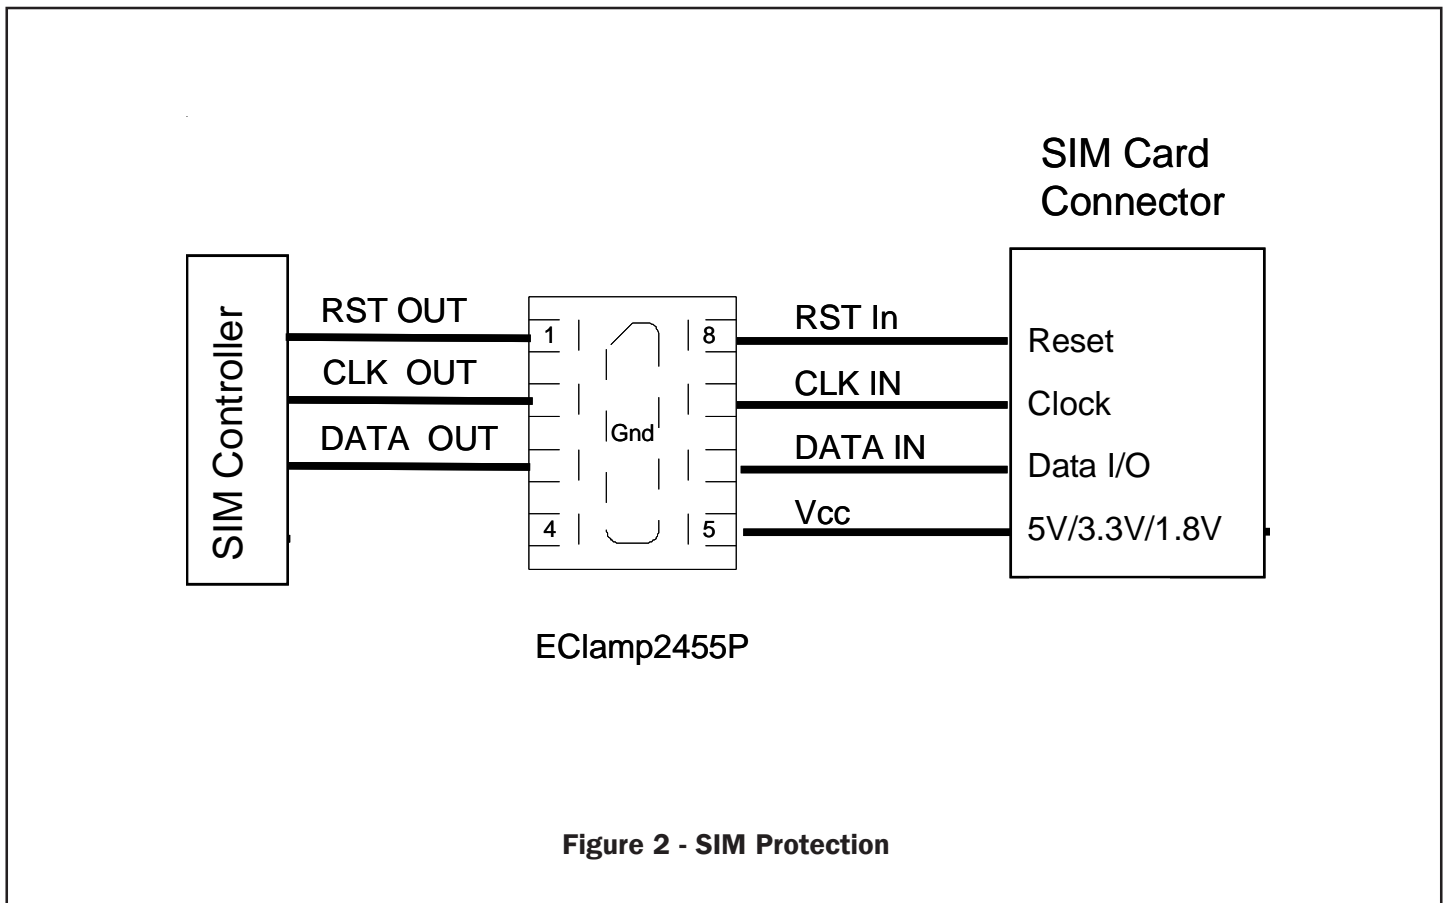 SIM Card
Connector
SIM Controller
RST OUT
CLK OUT
DATA OUT
1
8
4
5
Gnd
RST In
CLK IN
DATA IN
Vcc
Reset
Clock
Data I/O
5V/3.3V/1.8V
EClamp2455P
Figure 2 - SIM Protection